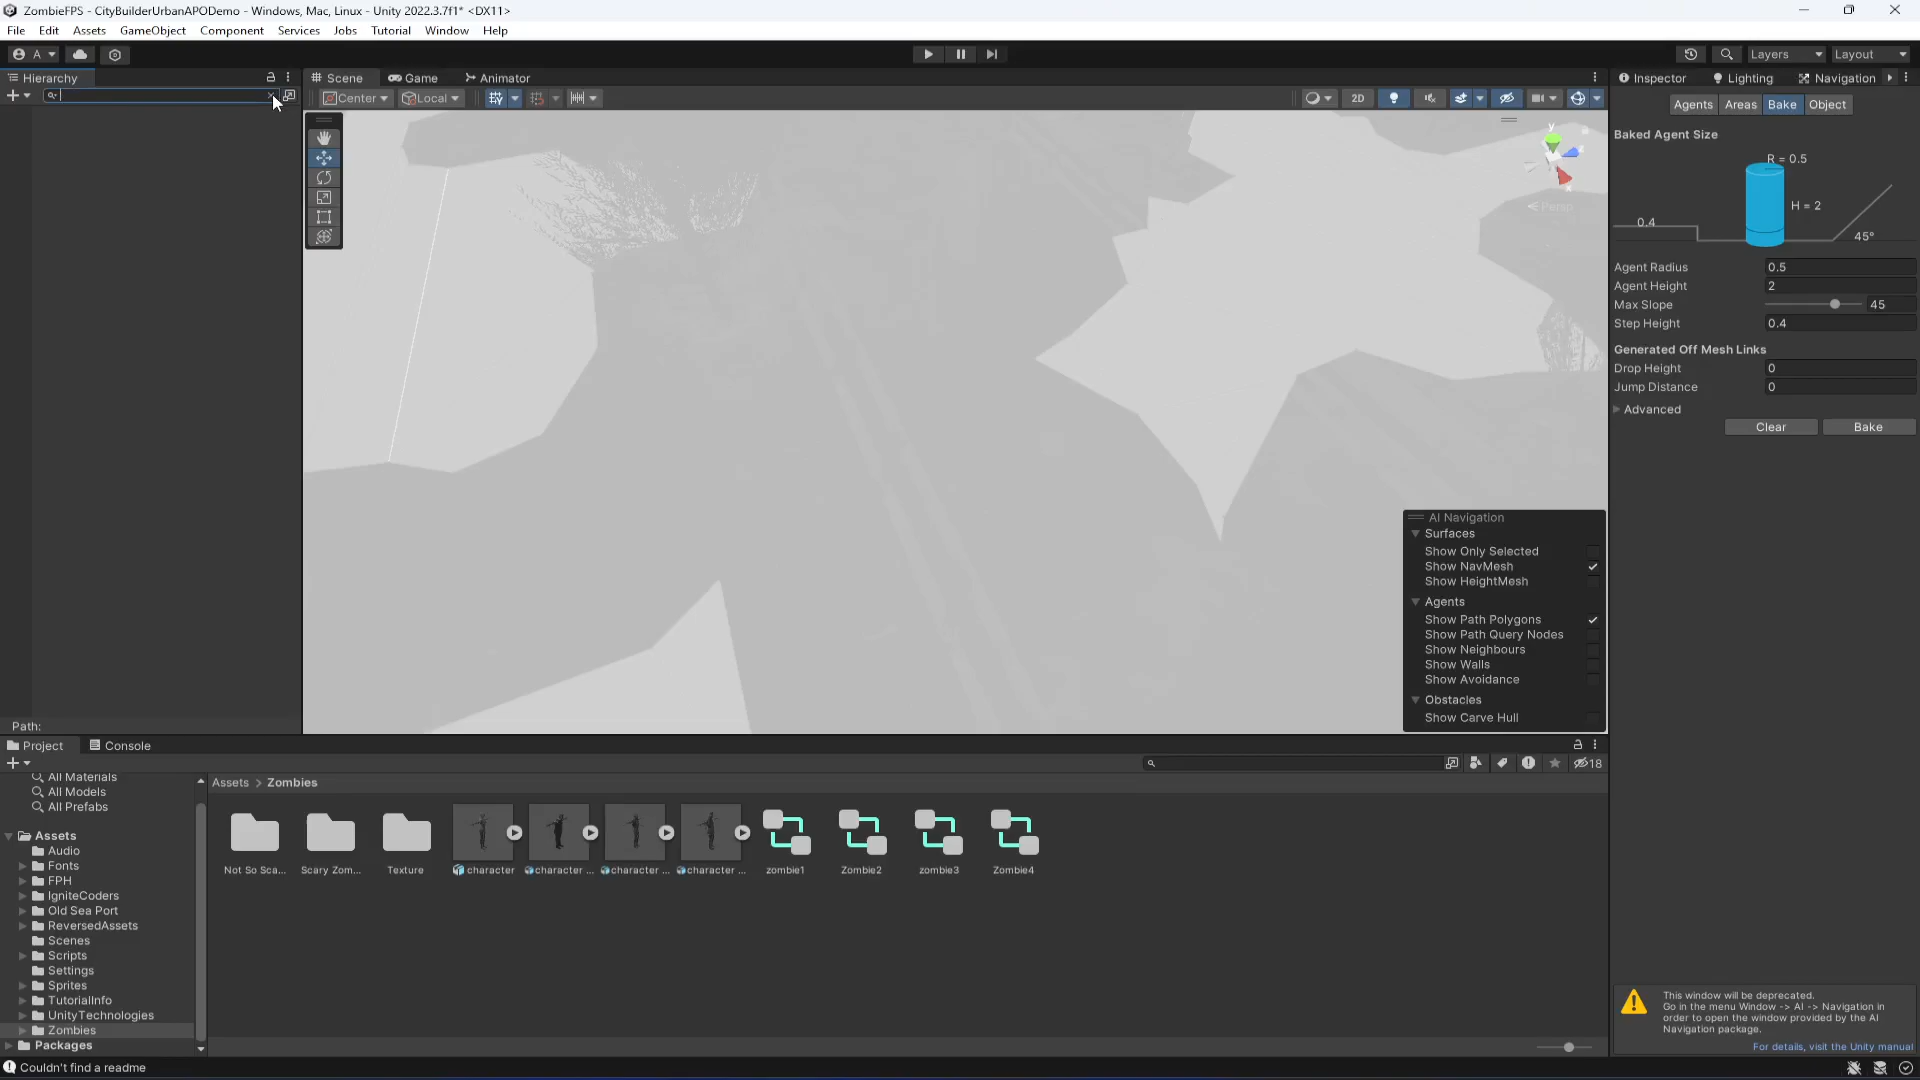 ZombieFPS - CityBuilderUrbanAPODemo - Windows, Mac, Linux - Unity 2022.3.7f1* <DX11>
File Edit Assets GameObject Component Services Jobs Tutorial Window Help
A Layers Layout
Hierarchy
Scene Game Animator
Center Local 2D
y
x
Persp
Inspector Lighting Navigation
Agents Areas Bake Object
Baked Agent Size
R = 0.5
H = 2
0.4
45°
Agent Radius 0.5
Agent Height 2
Max Slope 45
Step Height 0.4
Generated Off Mesh Links
Drop Height 0
Jump Distance 0
Advanced
Clear Bake
AI Navigation
Surfaces
Show Only Selected
Show NavMesh
Show HeightMesh
Agents
Show Path Polygons
Show Path Query Nodes
Show Neighbours
Show Walls
Show Avoidance
Obstacles
Show Carve Hull
Path:
Project Console
18
All Materials
All Models
All Prefabs
Assets
Audio
Fonts
FPH
IgniteCoders
Old Sea Port
ReversedAssets
Scenes
Scripts
Settings
Sprites
TutorialInfo
UnityTechnologies
Zombies
Packages
Assets > Zombies
Not So Sca... Scary Zom... Texture character character ... character ... character ... zombie1 Zombie2 zombie3 Zombie4
This window will be deprecated.
Go in the menu Window -> AI -> Navigation in
order to open the window provided by the AI
Navigation package.
For details, visit the Unity manual
Couldn't find a readme